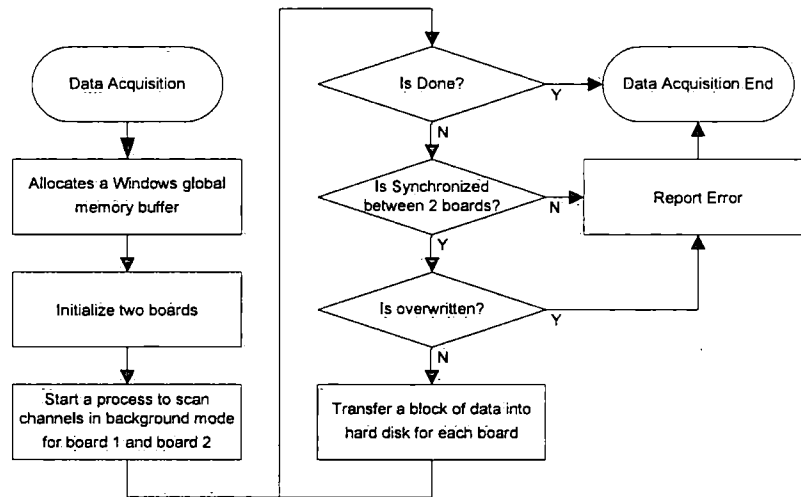 Data Acquisition
Allocates a Windows global
memory buffer
Initialize two boards
Start a process to scan
channels in background mode
for board 1 and board 2
Is Done?
Y
N
Data Acquisition End
Is Synchronized
between 2 boards?
N
Y
Report Error
Is overwritten?
Y
N
Transfer a block of data into
hard disk for each board